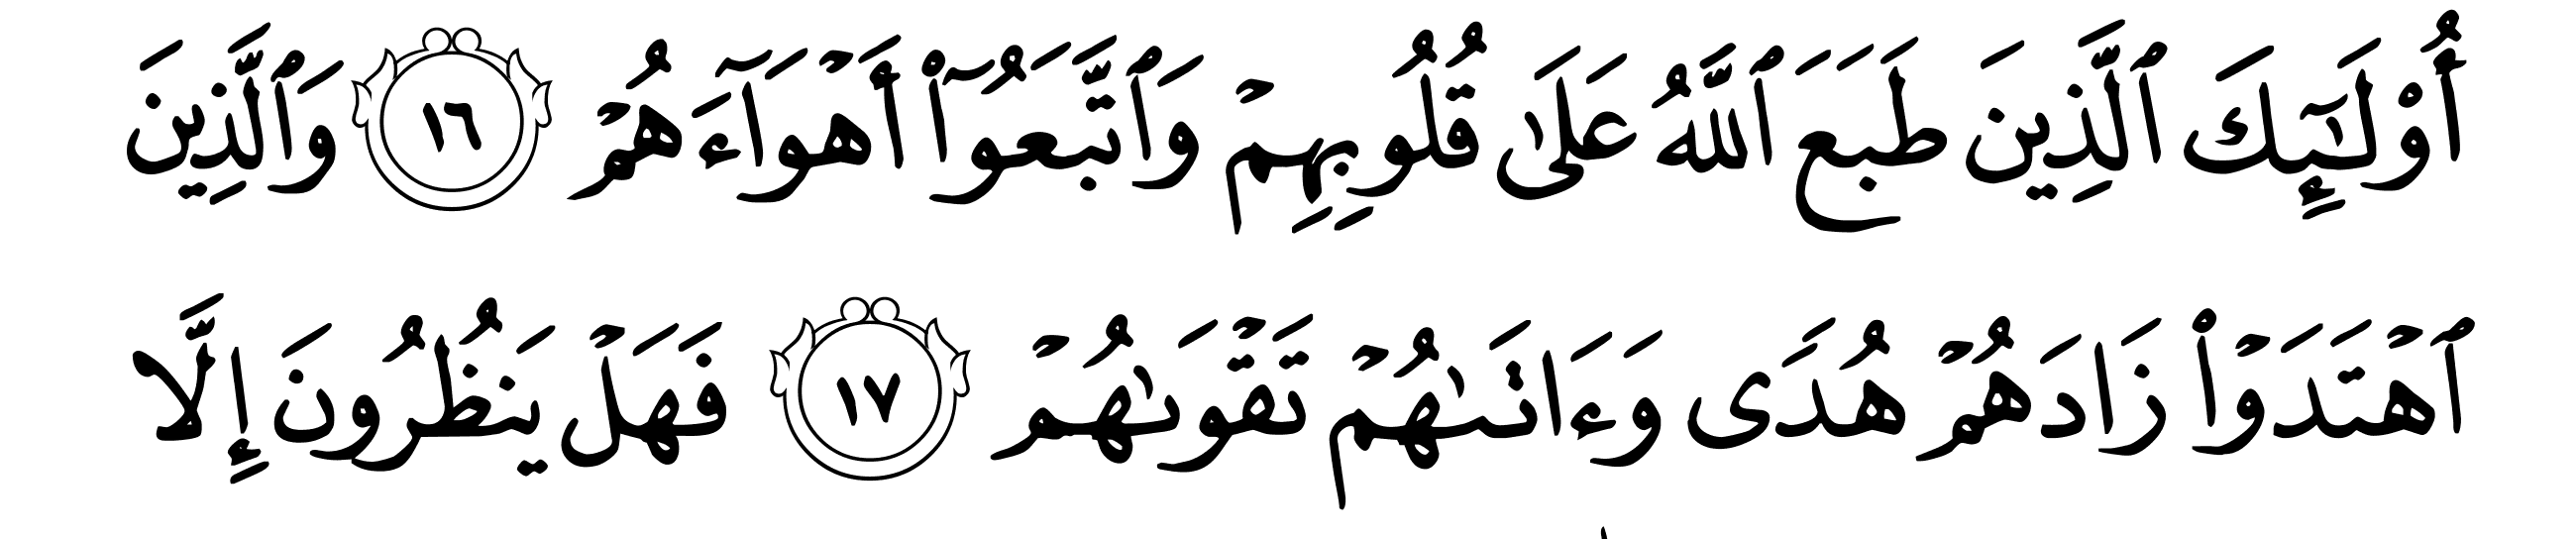 أُوْلَـٰٓئِكَ ٱلَّذِينَ طَبَعَ ٱللَّهُ عَلَىٰ قُلُوبِهِمْ وَٱتَّبَعُوٓا۟ أَهْوَآءَهُمْ ١٦ وَٱلَّذِينَ
ٱهْتَدَوْا۟ زَادَهُمْ هُدًى وَءَاتَىٰهُمْ تَقْوَىٰهُمْ ١٧ فَهَلْ يَنظُرُونَ إِلَّا